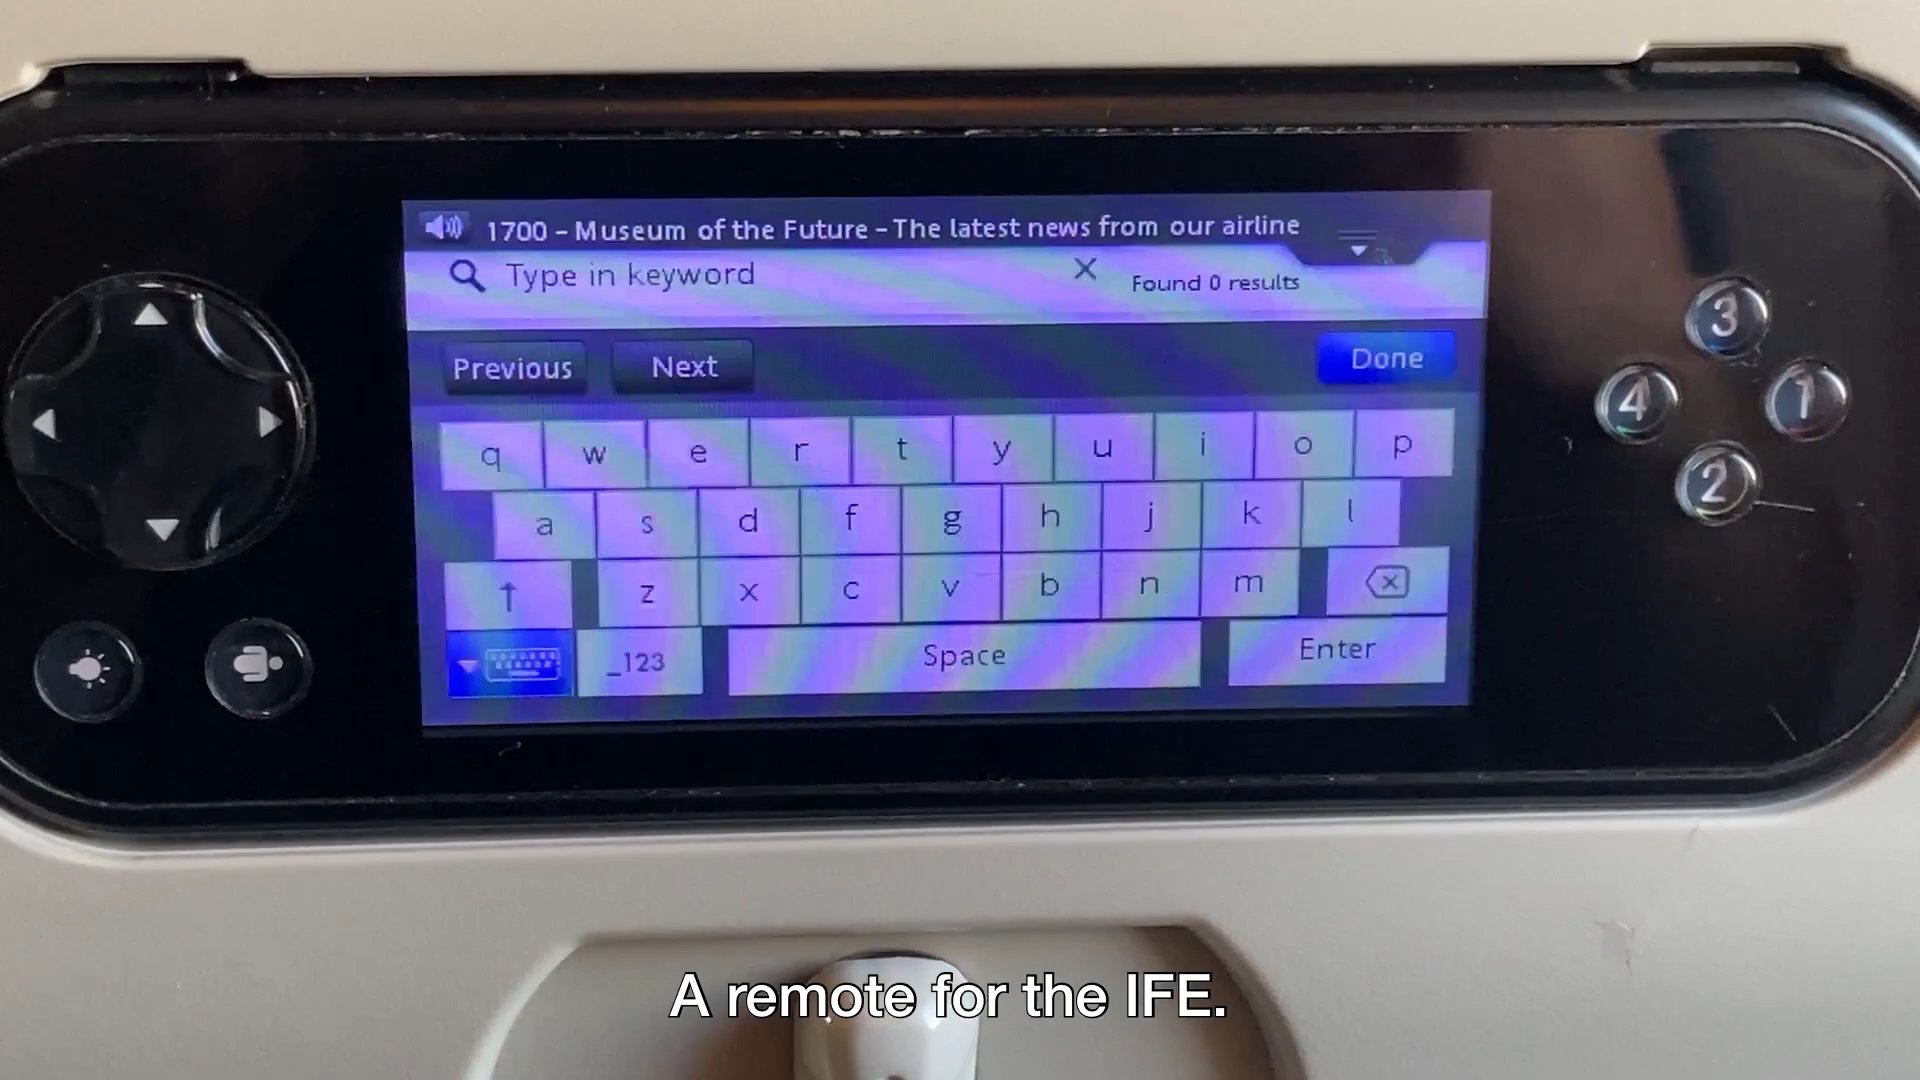 1700 – Museum of the Future – The latest news from our airline
Type in keyword
Found 0 results
Previous Next Done
q w e r t y u i o p
a s d f g h j k l
z x c v b n m
_123 Space Enter
3
4 1
2
A remote for the IFE.